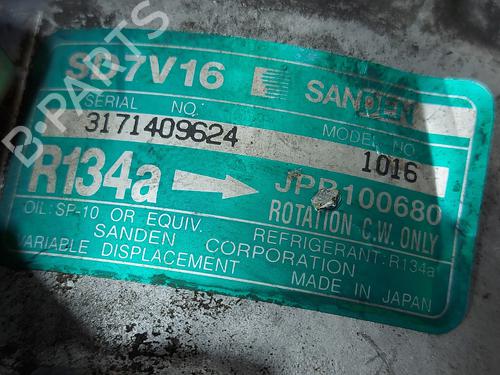 B-PARTS
SD7V16 SANDEN
SERIAL NO. MODEL NO.
3171409624 1016
R134a JPB100680
ROTATION C.W. ONLY
OIL: SP-10 OR EQUIV. REFRIGERANT: R134a
SANDEN CORPORATION
VARIABLE DISPLACEMENT MADE IN JAPAN